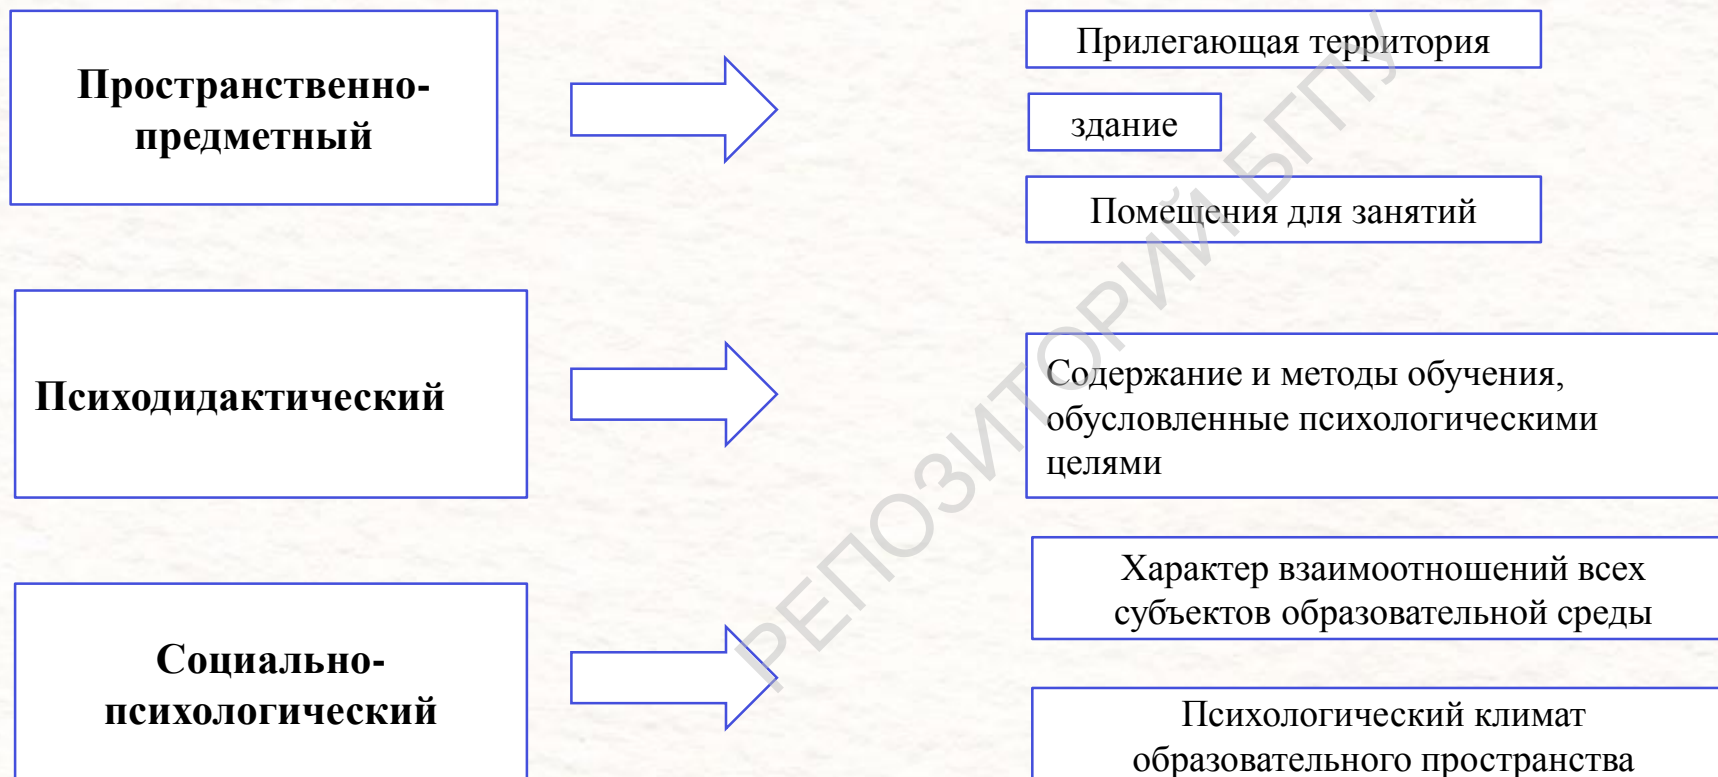 Пространственно-
предметный
Прилегающая территория
здание
Помещения для занятий
Психодидактический
Содержание и методы обучения,
обусловленные психологическими
целями
Социально-
психологический
Характер взаимоотношений всех
субъектов образовательной среды
Психологический климат
образовательного пространства
РЕПОЗИТОРИЙ БГПУ